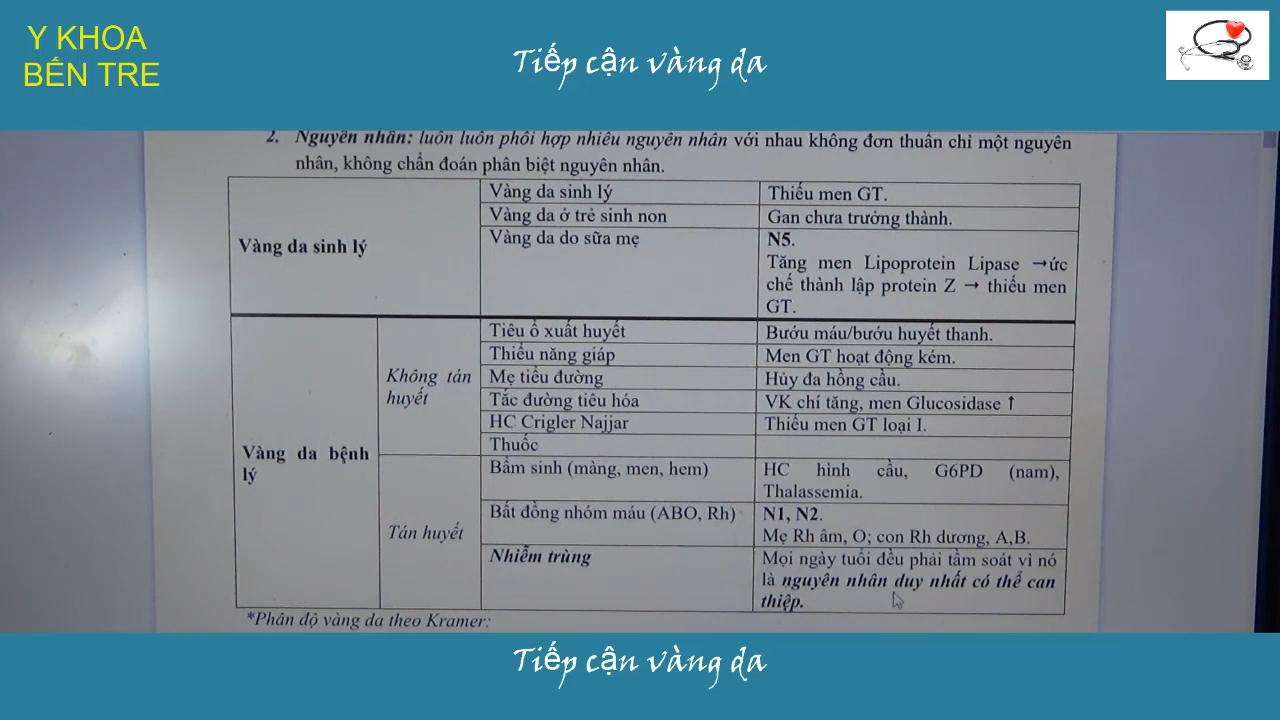 Y KHOA
BẾN TRE
Tiếp cận vàng da
2. Nguyên nhân: luôn luôn phối hợp nhiều nguyên nhân với nhau không đơn thuần chỉ một nguyên
nhân, không chẩn đoán phân biệt nguyên nhân.
Vàng da sinh lý
Vàng da sinh lý
Thiếu men GT.
Vàng da ở trẻ sinh non
Gan chưa trưởng thành.
Vàng da do sữa mẹ
N5.
Tăng men Lipoprotein Lipase →ức
chế thành lập protein Z → thiếu men
GT.
Vàng da bệnh
lý
Không tán
huyết
Tiêu ổ xuất huyết
Bướu máu/bướu huyết thanh.
Thiểu năng giáp
Men GT hoạt động kém.
Mẹ tiểu đường
Hủy đa hồng cầu.
Tắc đường tiêu hóa
VK chí tăng, men Glucosidase ↑
HC Crigler Najjar
Thiếu men GT loại I.
Thuốc
Tán huyết
Bẩm sinh (màng, men, hem)
HC hình cầu, G6PD (nam),
Thalassemia.
Bất đồng nhóm máu (ABO, Rh)
N1, N2.
Mẹ Rh âm, O; con Rh dương, A,B.
Nhiễm trùng
Mọi ngày tuổi đều phải tầm soát vì nó
là nguyên nhân duy nhất có thể can
thiệp.
*Phân độ vàng da theo Kramer:
Tiếp cận vàng da